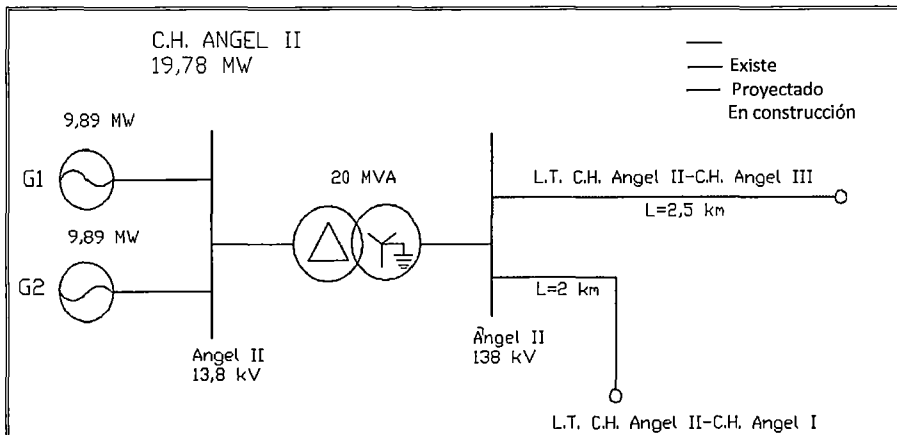 C.H. ANGEL II
19,78 MW
Existe
Proyectado
En construcción
9,89 MW
G1
20 MVA
L.T. C.H. Angel II-C.H. Angel III
L=2,5 km
9,89 MW
G2
L=2 km
Angel II
13,8 kV
Angel II
138 kV
L.T. C.H. Angel II-C.H. Angel I